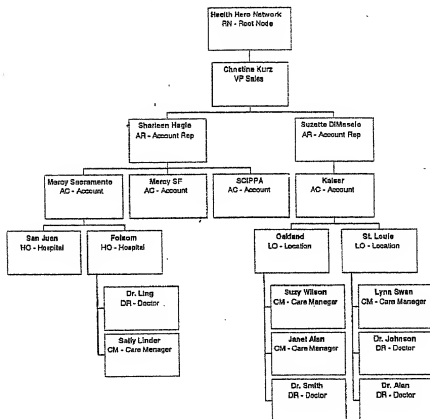 Health Hero Network
RN - Root Node
Christine Kurz
VP Sales
Sharleen Hagle
AR - Account Rep
Suzette DiMascio
AR - Account Rep
Mercy Sacramento
AC - Account
Mercy SF
AC - Account
SCIPPA
AC - Account
Kaiser
AC - Account
San Juan
HO - Hospital
Folsom
HO - Hospital
Oakland
LO - Location
St. Louis
LO - Location
Dr. Ling
DR - Doctor
Sally Linder
CM - Care Manager
Suzy Wilson
CM - Care Manager
Janet Alan
CM - Care Manager
Dr. Smith
DR - Doctor
Lynn Swan
CM - Care Manager
Dr. Johnson
DR - Doctor
Dr. Alan
DR - Doctor